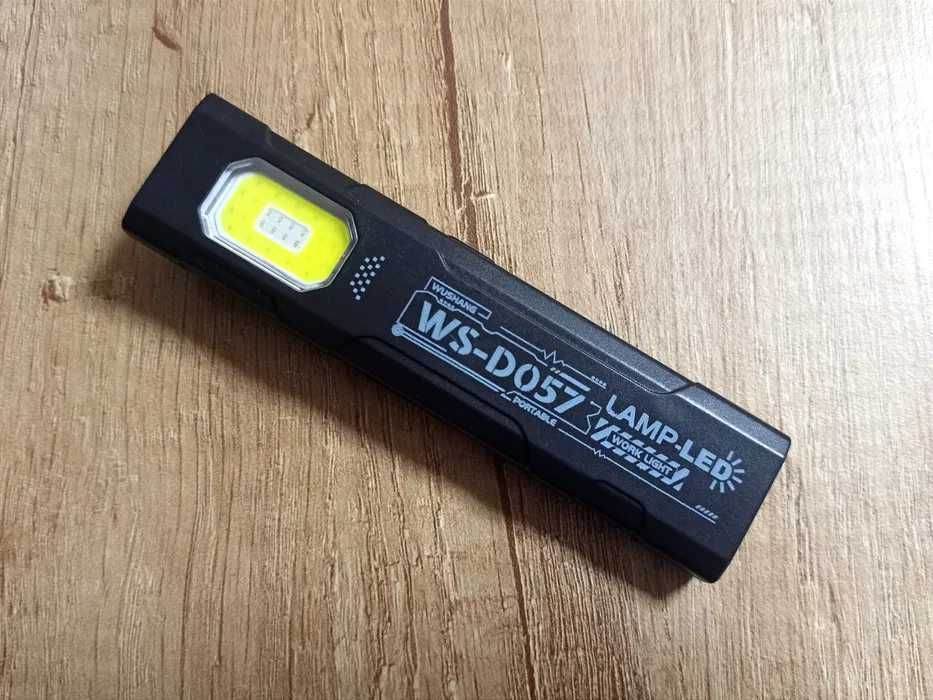 WUSHANG
WS-D057
PORTABLE
LAMP-LED
WORK LIGHT